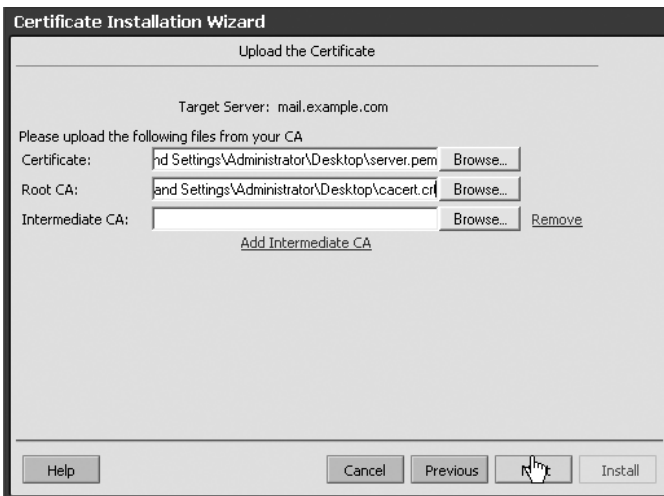 Certificate Installation Wizard
Upload the Certificate
Target Server: mail.example.com
Please upload the following files from your CA
Certificate: nd Settings\Administrator\Desktop\server.pem Browse...
Root CA: and Settings\Administrator\Desktop\cacert.crt Browse...
Intermediate CA: Browse... Remove
Add Intermediate CA
Help Cancel Previous Next Install